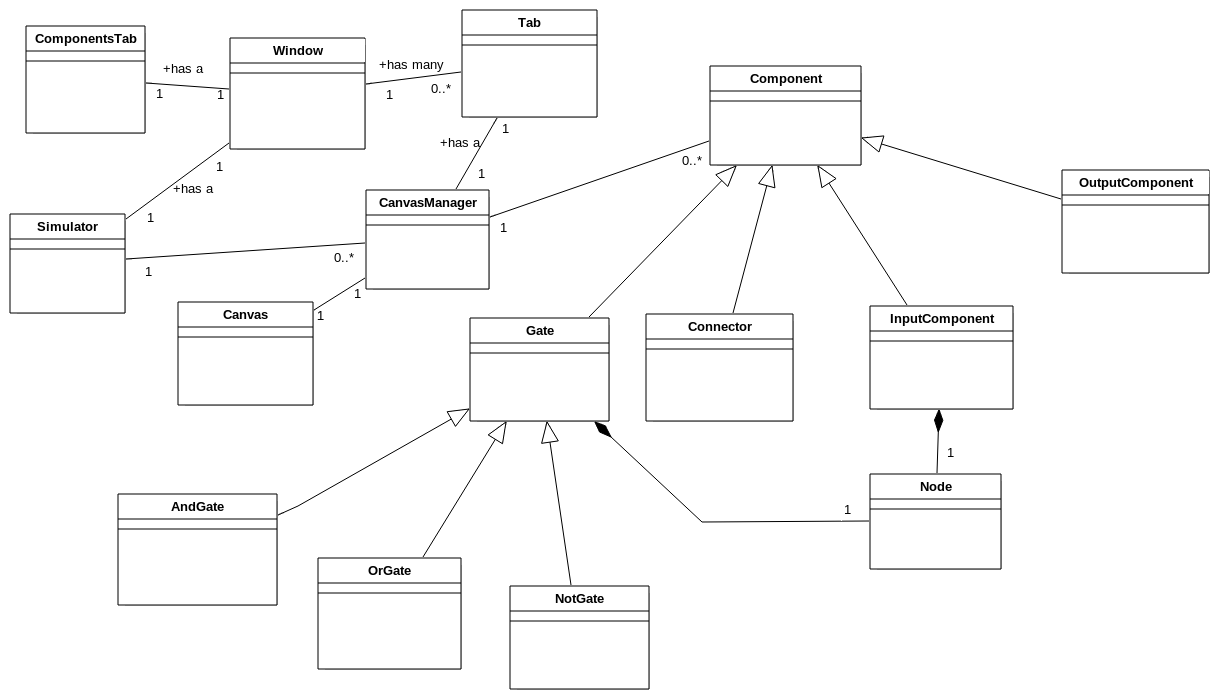 Tab
ComponentsTab
Window
+has a
+has many
Component
1
1
1
0..*
1
+has a
0..*
1
+has a
1
OutputComponent
1
CanvasManager
Simulator
1
0..*
1
1
Canvas
1
Gate
Connector
InputComponent
1
Node
AndGate
1
OrGate
NotGate